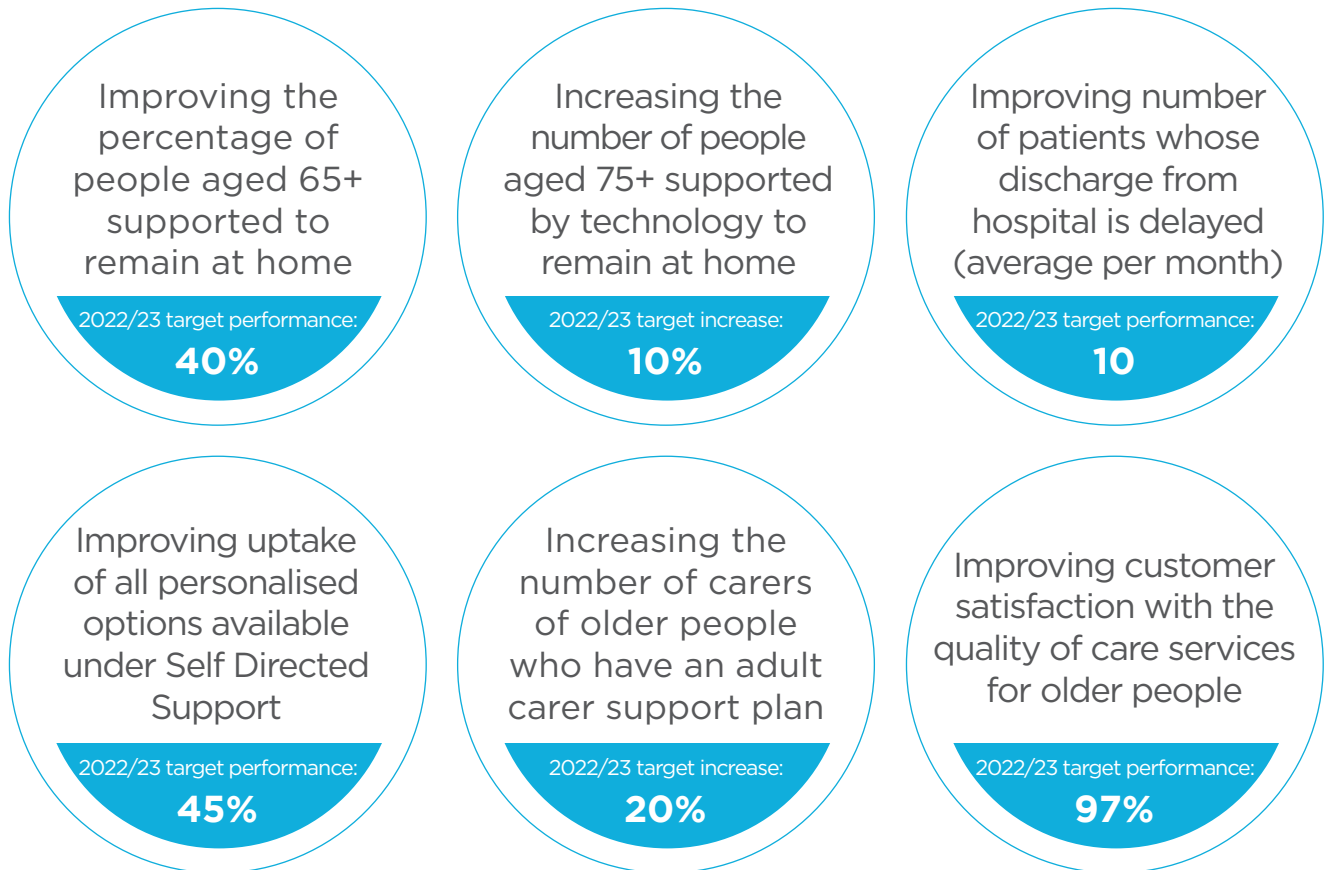 Improving the
percentage of
people aged 65+
supported to
remain at home
2022/23 target performance:
40%
Increasing the
number of people
aged 75+ supported
by technology to
remain at home
2022/23 target increase:
10%
Improving number
of patients whose
discharge from
hospital is delayed
(average per month)
2022/23 target performance:
10
Improving uptake
of all personalised
options available
under Self Directed
Support
2022/23 target performance:
45%
Increasing the
number of carers
of older people
who have an adult
carer support plan
2022/23 target increase:
20%
Improving customer
satisfaction with the
quality of care services
for older people
2022/23 target performance:
97%